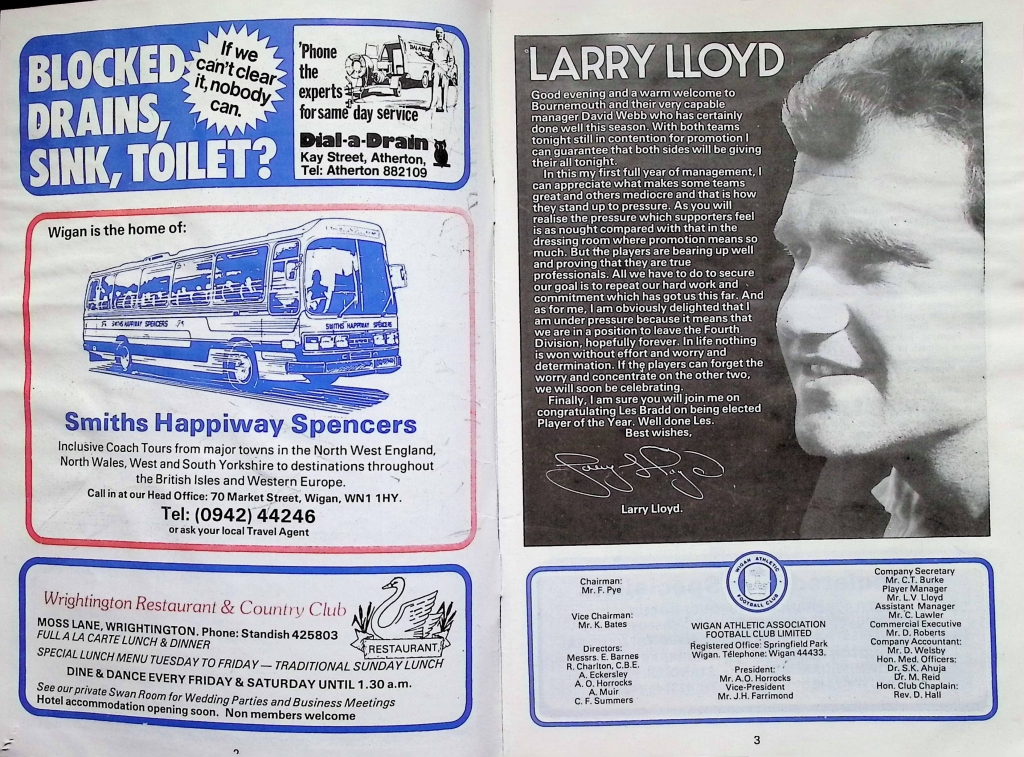 BLOCKED
DRAINS,
SINK, TOILET?
If we
can't clear
it, nobody
can.
'Phone
the
experts
for same day service
Dial-a-Drain
Kay Street, Atherton,
Tel: Atherton 882109
Wigan is the home of:
SMITHS HAPPIWAY SPENCERS
SMITHS HAPPIWAY SPENCERS
Smiths Happiway Spencers
Inclusive Coach Tours from major towns in the North West England,
North Wales, West and South Yorkshire to destinations throughout
the British Isles and Western Europe.
Call in at our Head Office: 70 Market Street, Wigan, WN1 1HY.
Tel: (0942) 44246
or ask your local Travel Agent
Wrightington Restaurant & Country Club
MOSS LANE, WRIGHTINGTON. Phone: Standish 425803
FULL A LA CARTE LUNCH & DINNER
RESTAURANT
SPECIAL LUNCH MENU TUESDAY TO FRIDAY — TRADITIONAL SUNDAY LUNCH
DINE & DANCE EVERY FRIDAY & SATURDAY UNTIL 1.30 a.m.
See our private Swan Room for Wedding Parties and Business Meetings
Hotel accommodation opening soon. Non members welcome
2
LARRY LLOYD
Good evening and a warm welcome to
Bournemouth and their very capable
manager David Webb who has certainly
done well this season. With both teams
tonight still in contention for promotion I
can guarantee that both sides will be giving
their all tonight.
In this my first full year of management, I
can appreciate what makes some teams
great and others mediocre and that is how
they stand up to pressure. As you will
realise the pressure which supporters feel
is as nought compared with that in the
dressing room where promotion means so
much. But the players are bearing up well
and proving that they are true
professionals. All we have to do to secure
our goal is to repeat our hard work and
commitment which has got us this far. And
as for me, I am obviously delighted that I
am under pressure because it means that
we are in a position to leave the Fourth
Division, hopefully forever. In life nothing
is won without effort and worry and
determination. If the players can forget the
worry and concentrate on the other two,
we will soon be celebrating.
Finally, I am sure you will join me on
congratulating Les Bradd on being elected
Player of the Year. Well done Les.
Best wishes,
Larry Lloyd
Larry Lloyd.
Chairman:
Mr. F. Pye
Vice Chairman:
Mr. K. Bates
Directors:
Messrs. E. Barnes
R. Charlton, C.B.E.
A. Eckersley
A. O. Horrocks
A. Muir
C. F. Summers
WIGAN ATHLETIC
FOOTBALL CLUB
WIGAN ATHLETIC ASSOCIATION
FOOTBALL CLUB LIMITED
Registered Office: Springfield Park
Wigan. Telephone: Wigan 44433.
President:
Mr. A.O. Horrocks
Vice-President
Mr. J.H. Farrimond
Company Secretary
Mr. C.T. Burke
Player Manager
Mr. L.V. Lloyd
Assistant Manager
Mr. C. Lawler
Commercial Executive
Mr. D. Roberts
Company Accountant:
Mr. D. Welsby
Hon. Med. Officers:
Dr. S.K. Ahuja
Dr. M. Reid
Hon. Club Chaplain:
Rev. D. Hall
3